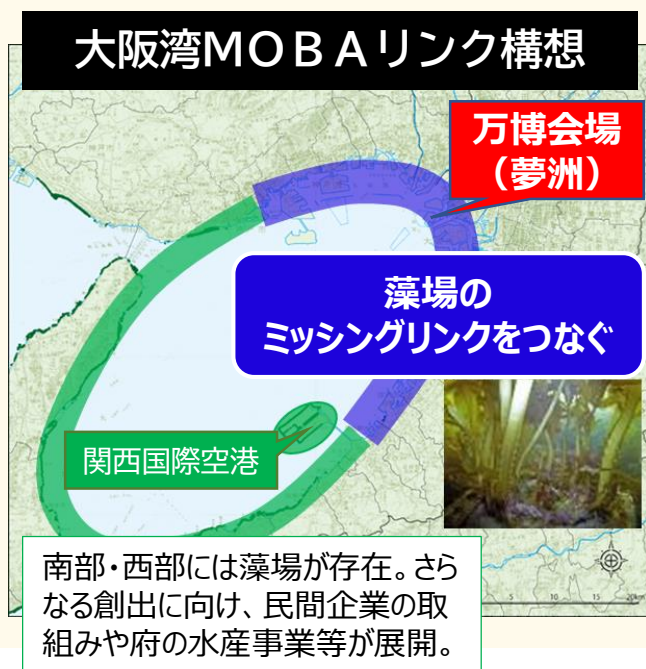 大阪湾ＭＯＢＡリンク構想
万博会場
（夢洲）
藻場の
ミッシングリンクをつなぐ
関西国際空港
南部・西部には藻場が存在。さら
なる創出に向け、民間企業の取
組みや府の水産事業等が展開。
5 10 15 20km